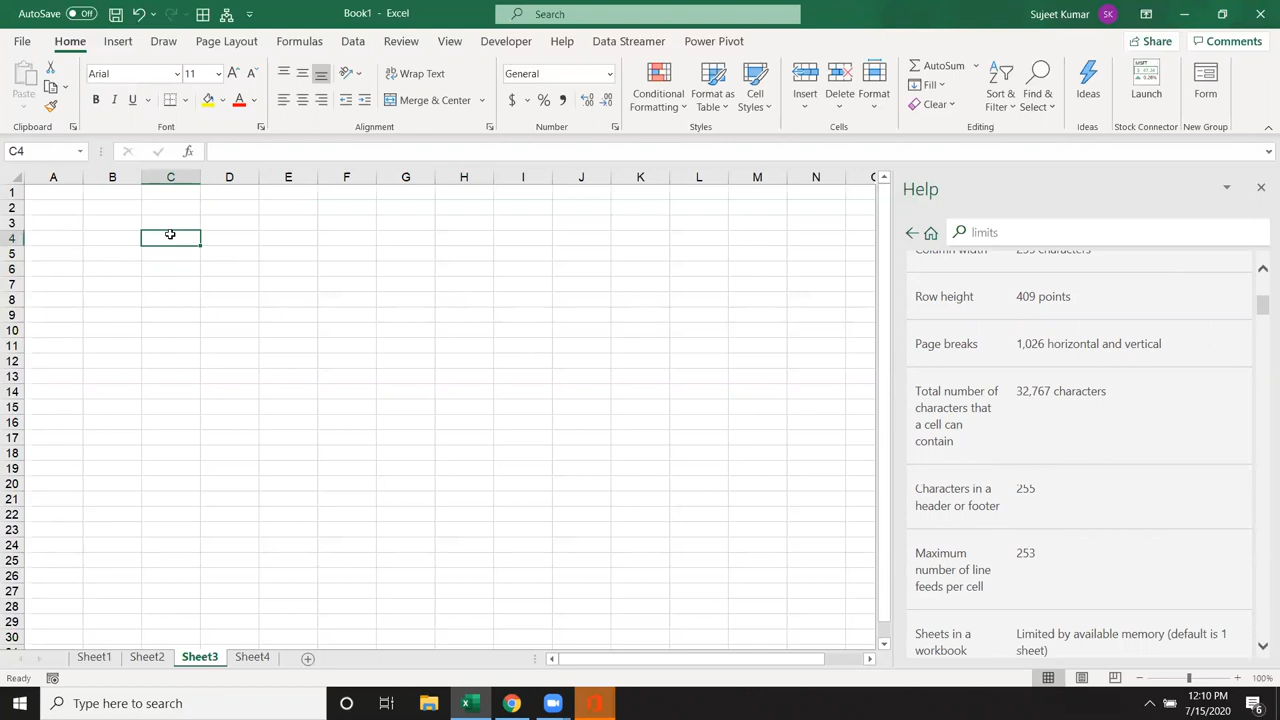 AutoSave Off Book1 - Excel Search Sujeet Kumar SK
File Home Insert Draw Page Layout Formulas Data Review View Developer Help Data Streamer Power Pivot Share Comments
Arial 11 Wrap Text General AutoSum
Paste B I U Merge & Center $ % Conditional Formatting Format as Table Cell Styles Insert Delete Format Fill Clear Sort & Filter Find & Select Ideas Launch Form
Clipboard Font Alignment Number Styles Cells Editing Ideas Stock Connector New Group
C4 fx
A B C D E F G H I J K L M N
1
2
3
4
5
6
7
8
9
10
11
12
13
14
15
16
17
18
19
20
21
22
23
24
25
26
27
28
29
30
Help
limits
Row height 409 points
Page breaks 1,026 horizontal and vertical
Total number of 32,767 characters
characters that
a cell can
contain
Characters in a 255
header or footer
Maximum 253
number of line
feeds per cell
Sheets in a Limited by available memory (default is 1
workbook sheet)
Sheet1 Sheet2 Sheet3 Sheet4
Ready 100%
Type here to search 12:10 PM
7/15/2020 6